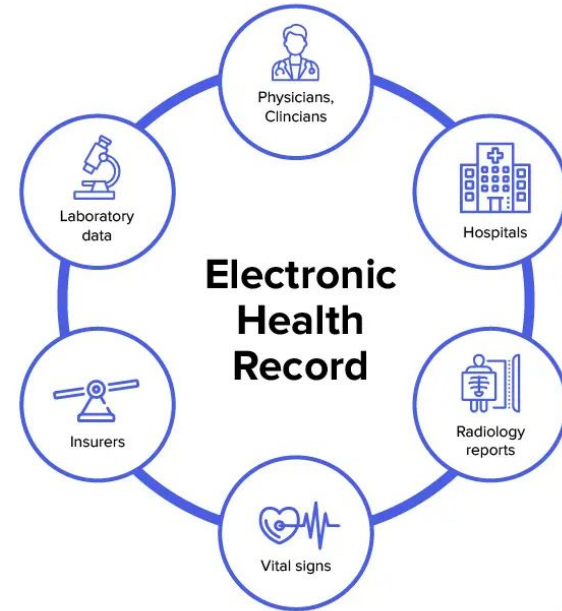 Physicians,
Clincians
Laboratory
data
Hospitals
Electronic
Health
Record
Insurers
Radiology
reports
Vital signs